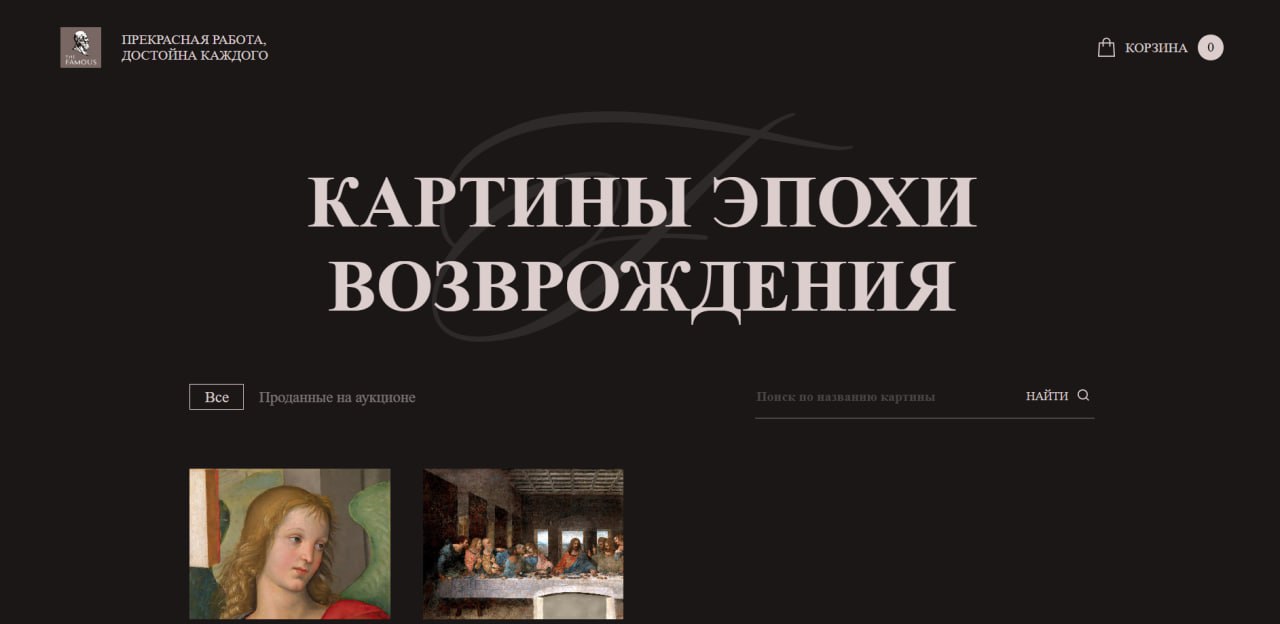 THE
FAMOUS
ПРЕКРАСНАЯ РАБОТА,
ДОСТОЙНА КАЖДОГО
КОРЗИНА 0
КАРТИНЫ ЭПОХИ
ВОЗВРОЖДЕНИЯ
Все Проданные на аукционе
Поиск по названию картины НАЙТИ